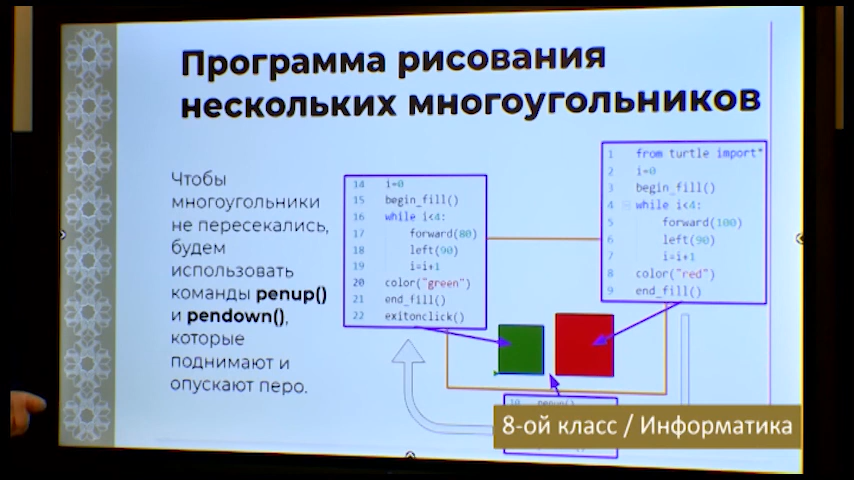 Программа рисования
нескольких многоугольников
Чтобы
многоугольники
не пересекались,
будем
использовать
команды penup()
и pendown(),
которые
поднимают и
опускают перо.
14 i=0
15 begin_fill()
16 while i<4:
17 forward(80)
18 left(90)
19 i=i+1
20 color("green")
21 end_fill()
22 exitonclick()
1 from turtle import*
2 i=0
3 begin_fill()
4 while i<4:
5 forward(100)
6 left(90)
7 i=i+1
8 color("red")
9 end_fill()
10 penup()
8-ой класс / Информатика